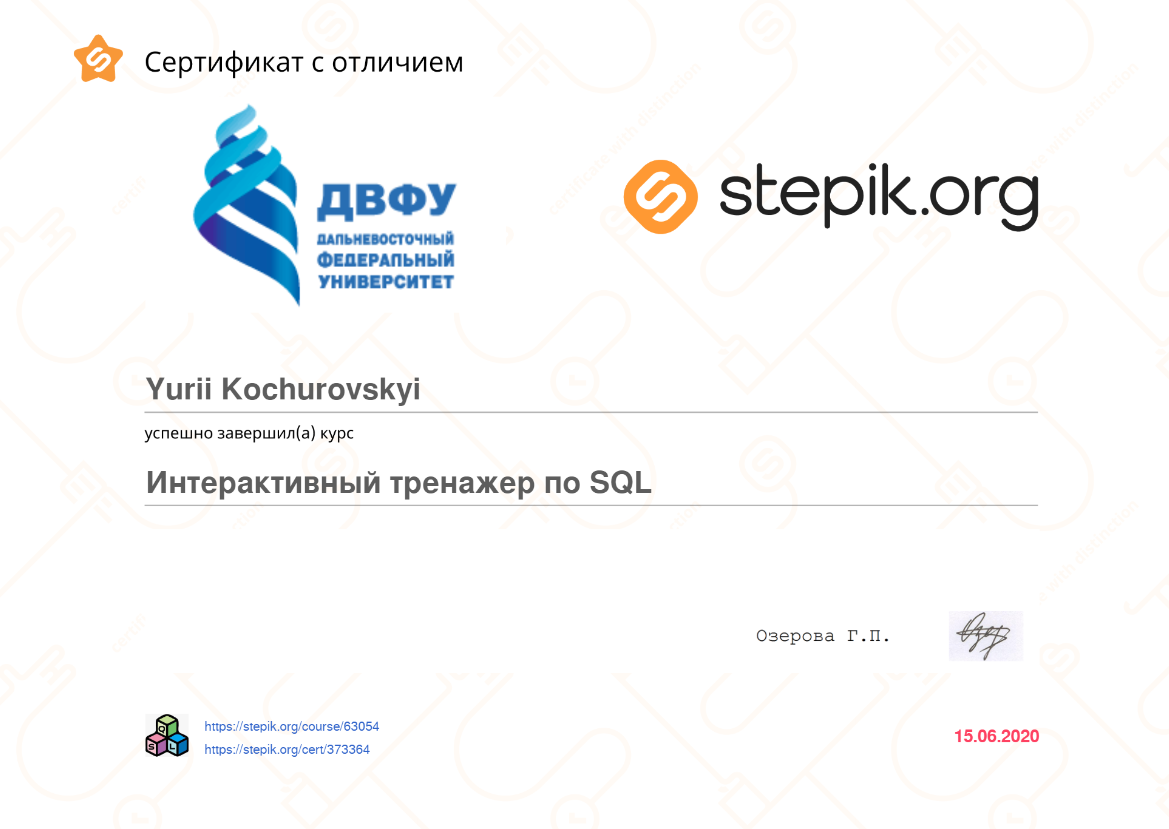 Сертификат с отличием
ДВФУ
ДАЛЬНЕВОСТОЧНЫЙ
ФЕДЕРАЛЬНЫЙ
УНИВЕРСИТЕТ
stepik.org
Yurii Kochurovskyi
успешно завершил(а) курс
Интерактивный тренажер по SQL
Озерова Г.П.
https://stepik.org/course/63054
https://stepik.org/cert/373364
15.06.2020